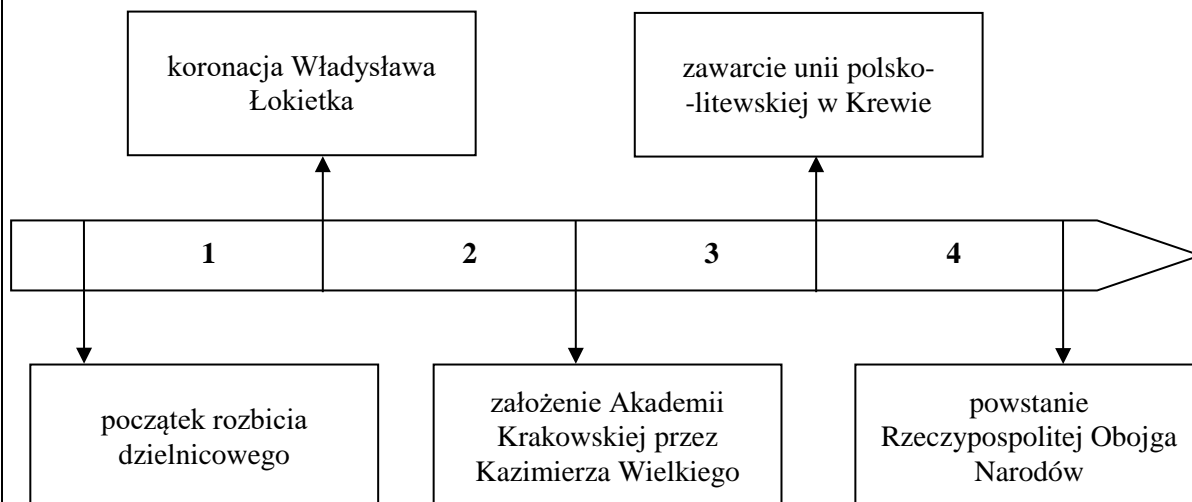 koronacja Władysława
Łokietka
zawarcie unii polsko-
-litewskiej w Krewie
1
2
3
4
początek rozbicia
dzielnicowego
założenie Akademii
Krakowskiej przez
Kazimierza Wielkiego
powstanie
Rzeczypospolitej Obojga
Narodów